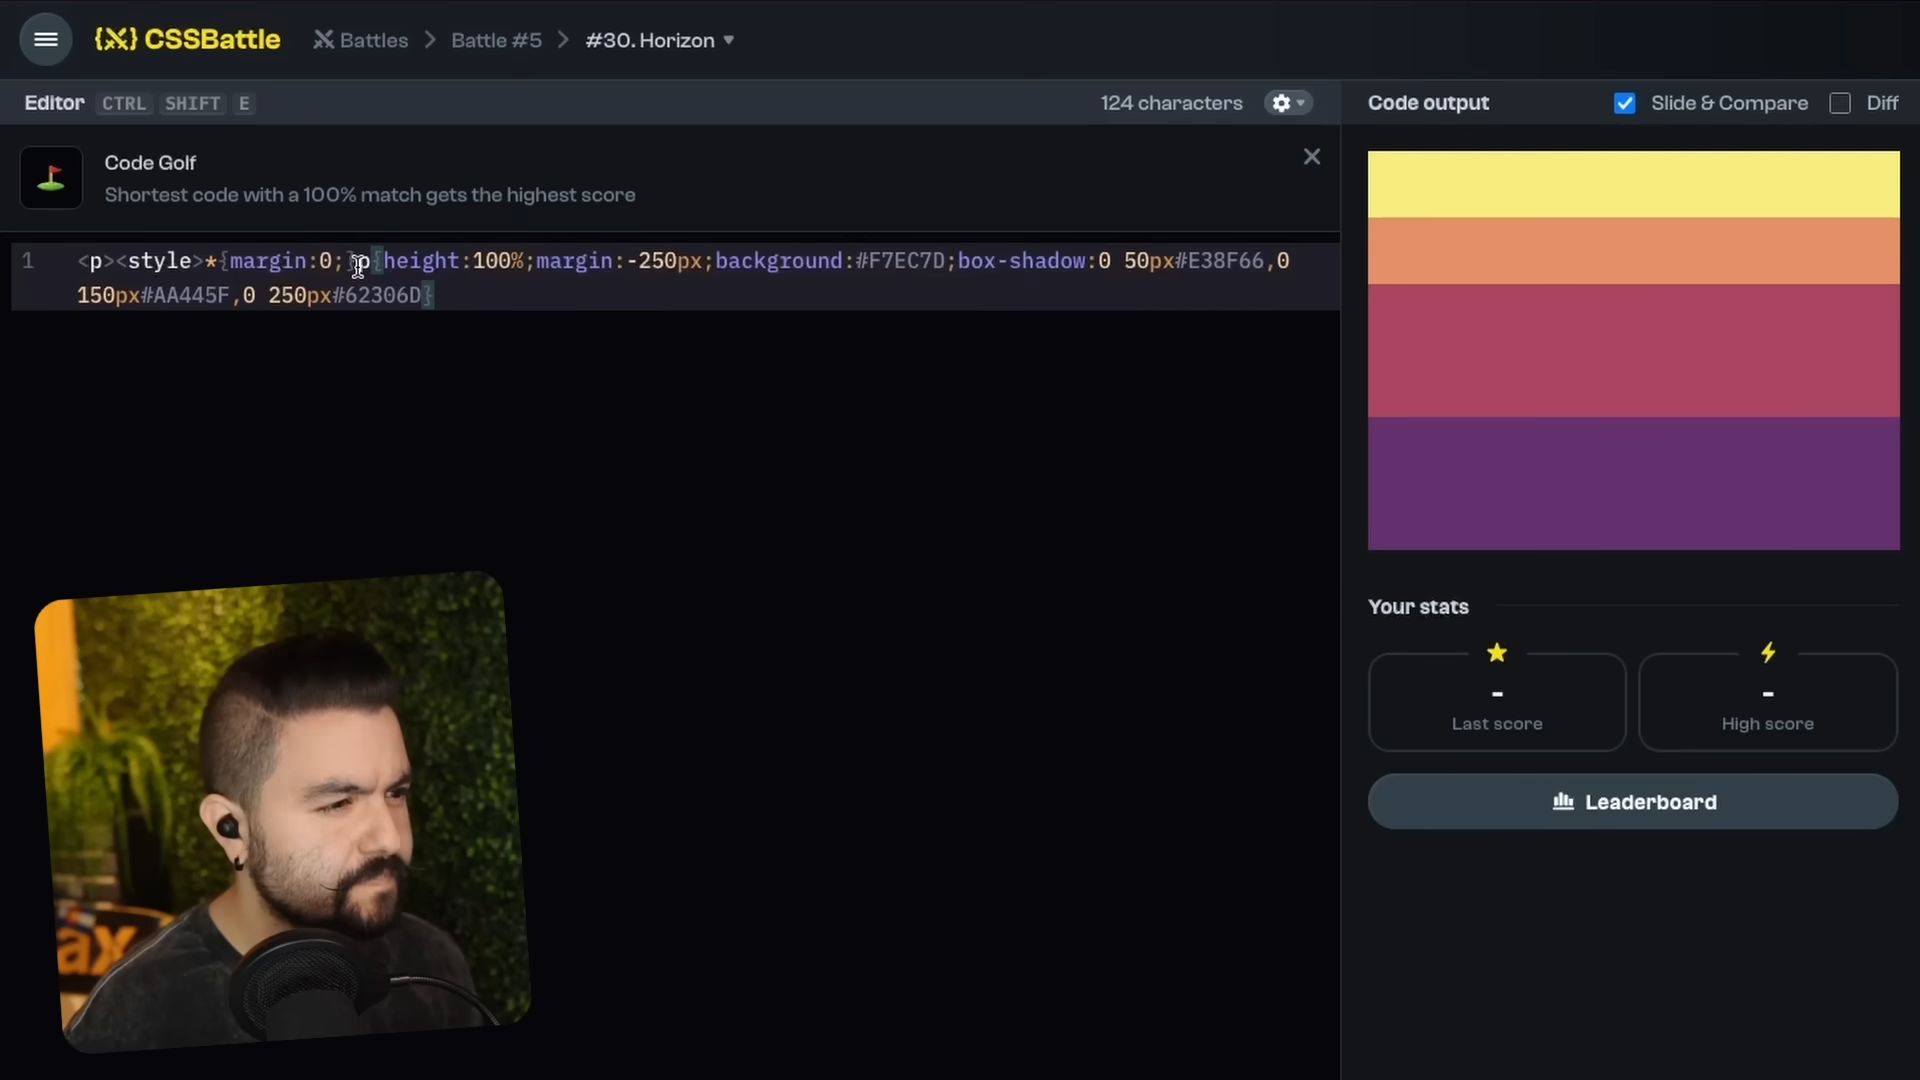 {X} CSSBattle
Battles > Battle #5 > #30. Horizon
Editor CTRL SHIFT E
124 characters
Code output
Slide & Compare
Diff
Code Golf
Shortest code with a 100% match gets the highest score
1 <p><style>*{margin:0;}p{height:100%;margin:-250px;background:#F7EC7D;box-shadow:0 50px#E38F66,0
150px#AA445F,0 250px#62306D}
Your stats
-
Last score
-
High score
Leaderboard
ax